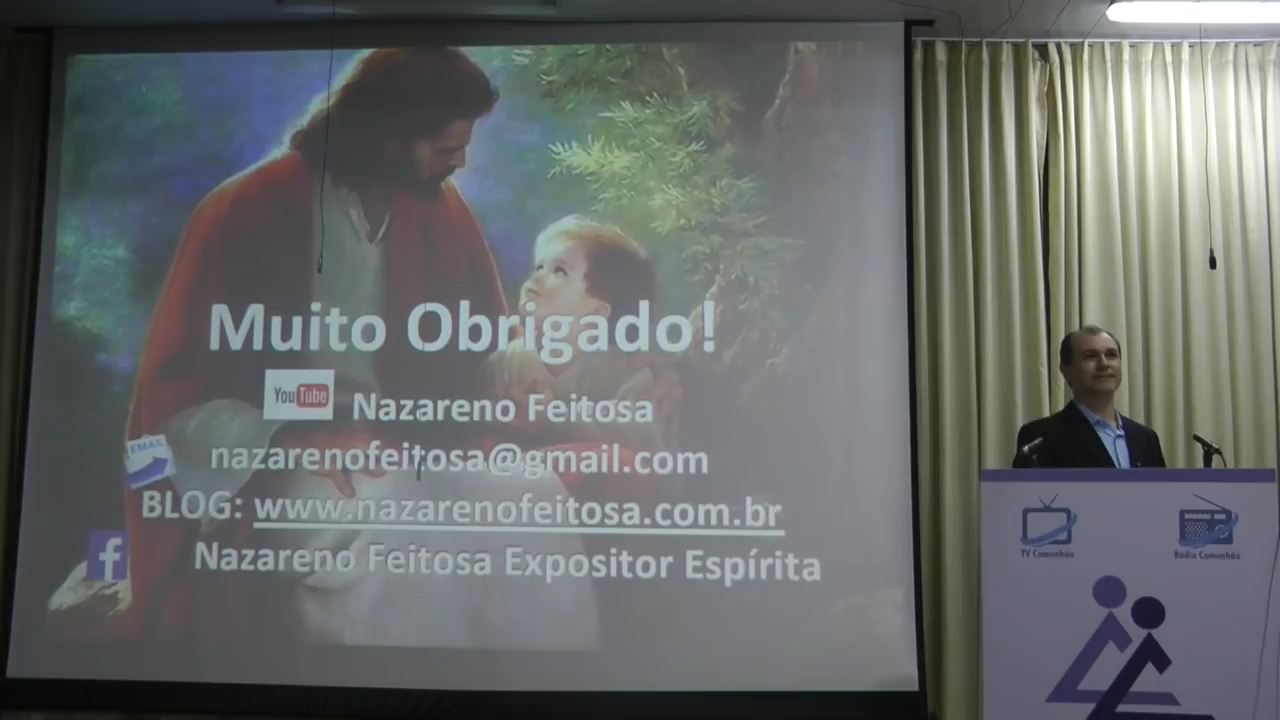 Muito Obrigado!
YouTube Nazareno Feitosa
EMAIL nazarenofeitosa@gmail.com
BLOG: www.nazarenofeitosa.com.br
f Nazareno Feitosa Expositor Espírita
TV Comunhão
Rádio Comunhão